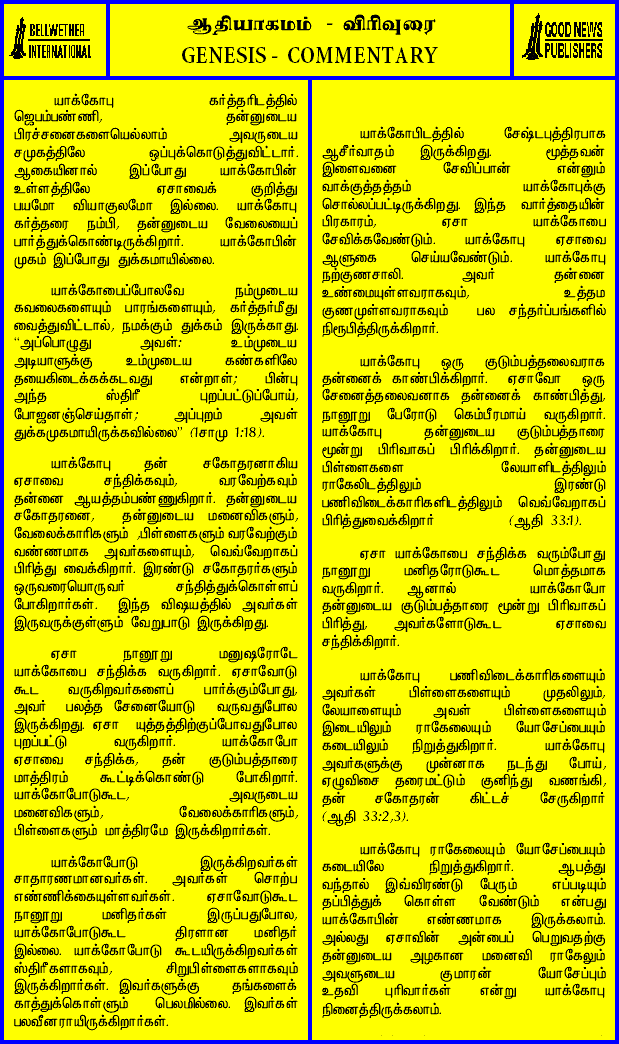 BELLWETHER
INTERNATIONAL
ஆதியாகமம் - விரிவுரை
GENESIS - COMMENTARY
GOOD NEWS
PUBLISHERS
யாக்கோபு கர்த்தரிடத்தில்
ஜெபம்பண்ணி, தன்னுடைய
பிரச்சனைகளையெல்லாம் அவருடைய
சமுகத்திலே ஒப்புக்கொடுத்துவிட்டார்.
ஆகையினால் இப்போது யாக்கோபின்
உள்ளத்திலே ஏசாவைக் குறித்து
பயமோ வியாகுலமோ இல்லை. யாக்கோபு
கர்த்தரை நம்பி, தன்னுடைய வேலையைப்
பார்த்துக்கொண்டிருக்கிறார். யாக்கோபின்
முகம் இப்போது துக்கமாயில்லை.
யாக்கோபைப்போலவே நம்முடைய
கவலைகளையும் பாரங்களையும், கர்த்தர்மீது
வைத்துவிட்டால், நமக்கும் துக்கம் இருக்காது.
“அப்பொழுது அவள்: உம்முடைய
அடியாளுக்கு உம்முடைய கண்களிலே
தயைகிடைக்கக்கடவது என்றாள்; பின்பு
அந்த ஸ்திரீ புறப்பட்டுப்போய்,
போஜனஞ்செய்தாள்; அப்புறம் அவள்
துக்கமுகமாயிருக்கவில்லை” (1சாமு 1:18).
யாக்கோபு தன் சகோதரனாகிய
ஏசாவை சந்திக்கவும், வரவேற்கவும்
தன்னை ஆயத்தம்பண்ணுகிறார். தன்னுடைய
சகோதரனை, தன்னுடைய மனைவிகளும்,
வேலைக்காரிகளும் ,பிள்ளைகளும் வரவேற்கும்
வண்ணமாக அவர்களையும், வெவ்வேறாகப்
பிரித்து வைக்கிறார். இரண்டு சகோதரர்களும்
ஒருவரையொருவர் சந்தித்துக்கொள்ளப்
போகிறார்கள். இந்த விஷயத்தில் அவர்கள்
இருவருக்குள்ளும் வேறுபாடு இருக்கிறது.
ஏசா நானூறு மனுஷரோடே
யாக்கோபை சந்திக்க வருகிறார். ஏசாவோடு
கூட வருகிறவர்களைப் பார்க்கும்போது,
அவர் பலத்த சேனையோடு வருவதுபோல
இருக்கிறது. ஏசா யுத்தத்திற்குப்போவதுபோல
புறப்பட்டு வருகிறார். யாக்கோபோ
ஏசாவை சந்திக்க, தன் குடும்பத்தாரை
மாத்திரம் கூட்டிக்கொண்டு போகிறார்.
யாக்கோபோடுகூட, அவருடைய
மனைவிகளும், வேலைக்காரிகளும்,
பிள்ளைகளும் மாத்திரமே இருக்கிறார்கள்.
யாக்கோபோடு இருக்கிறவர்கள்
சாதாரணமானவர்கள். அவர்கள் சொற்ப
எண்ணிக்கையுள்ளவர்கள். ஏசாவோடுகூட
நானூறு மனிதர்கள் இருப்பதுபோல,
யாக்கோபோடுகூட திரளான மனிதர்
இல்லை. யாக்கோபோடு கூடயிருக்கிறவர்கள்
ஸ்திரீகளாகவும், சிறுபிள்ளைகளாகவும்
இருக்கிறார்கள். இவர்களுக்கு தங்களைக்
காத்துக்கொள்ளும் பெலமில்லை. இவர்கள்
பலவீனராயிருக்கிறார்கள்.
யாக்கோபிடத்தில் சேஷ்டபுத்திரபாக
ஆசீர்வாதம் இருக்கிறது. மூத்தவன்
இளைவனை சேவிப்பான் என்னும்
வாக்குத்தத்தம் யாக்கோபுக்கு
சொல்லப்பட்டிருக்கிறது. இந்த வார்த்தையின்
பிரகாரம், ஏசா யாக்கோபை
சேவிக்கவேண்டும். யாக்கோபு ஏசாவை
ஆளுகை செய்யவேண்டும். யாக்கோபு
நற்குணசாலி. அவர் தன்னை
உண்மையுள்ளவராகவும், உத்தம
குணமுள்ளவராகவும் பல சந்தர்ப்பங்களில்
நிரூபித்திருக்கிறார்.
யாக்கோபு ஒரு குடும்பத்தலைவராக
தன்னைக் காண்பிக்கிறார். ஏசாவோ ஒரு
சேனைத்தலைவனாக தன்னைக் காண்பித்து,
நானூறு பேரோடு கெம்பீரமாய் வருகிறார்.
யாக்கோபு தன்னுடைய குடும்பத்தாரை
மூன்று பிரிவாகப் பிரிக்கிறார். தன்னுடைய
பிள்ளைகளை லேயாளிடத்திலும்
ராகேலிடத்திலும் இரண்டு
பணிவிடைக்காரிகளிடத்திலும் வெவ்வேறாகப்
பிரித்துவைக்கிறார் (ஆதி 33:1).
ஏசா யாக்கோபை சந்திக்க வரும்போது
நானூறு மனிதரோடுகூட மொத்தமாக
வருகிறார். ஆனால் யாக்கோபோ
தன்னுடைய குடும்பத்தாரை மூன்று பிரிவாகப்
பிரித்து, அவர்களோடுகூட ஏசாவை
சந்திக்கிறார்.
யாக்கோபு பணிவிடைக்காரிகளையும்
அவர்கள் பிள்ளைகளையும் முதலிலும்,
லேயாளையும் அவள் பிள்ளைகளையும்
இடையிலும் ராகேலையும் யோசேப்பையும்
கடையிலும் நிறுத்துகிறார். யாக்கோபு
அவர்களுக்கு முன்னாக நடந்து போய்,
ஏழுவிசை தரைமட்டும் குனிந்து வணங்கி,
தன் சகோதரன் கிட்டச் சேருகிறார்
(ஆதி 33:2,3).
யாக்கோபு ராகேலையும் யோசேப்பையும்
கடையிலே நிறுத்துகிறார். ஆபத்து
வந்தால் இவ்விரண்டு பேரும் எப்படியும்
தப்பித்துக் கொள்ள வேண்டும் என்பது
யாக்கோபின் எண்ணமாக இருக்கலாம்.
அல்லது ஏசாவின் அன்பைப் பெறுவதற்கு
தன்னுடைய அழகான மனைவி ராகேலும்
அவளுடைய குமாரன் யோசேப்பும்
உதவி புரிவார்கள் என்று யாக்கோபு
நினைத்திருக்கலாம்.